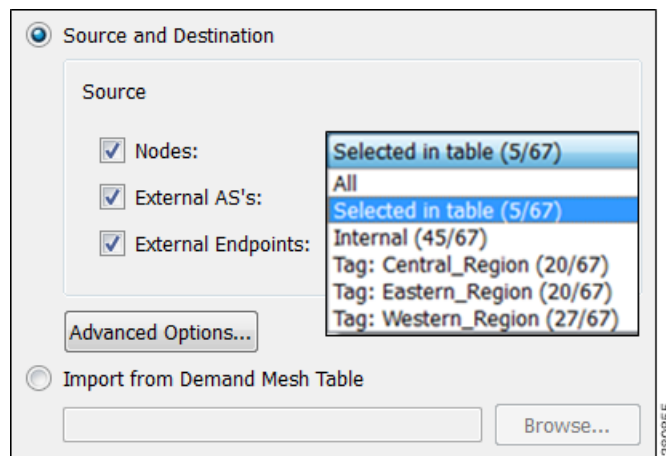 Source and Destination
Source
Nodes:
Selected in table (5/67)
All
External AS's:
Selected in table (5/67)
External Endpoints:
Internal (45/67)
Tag: Central_Region (20/67)
Tag: Eastern_Region (20/67)
Tag: Western_Region (27/67)
Advanced Options...
Import from Demand Mesh Table
Browse...